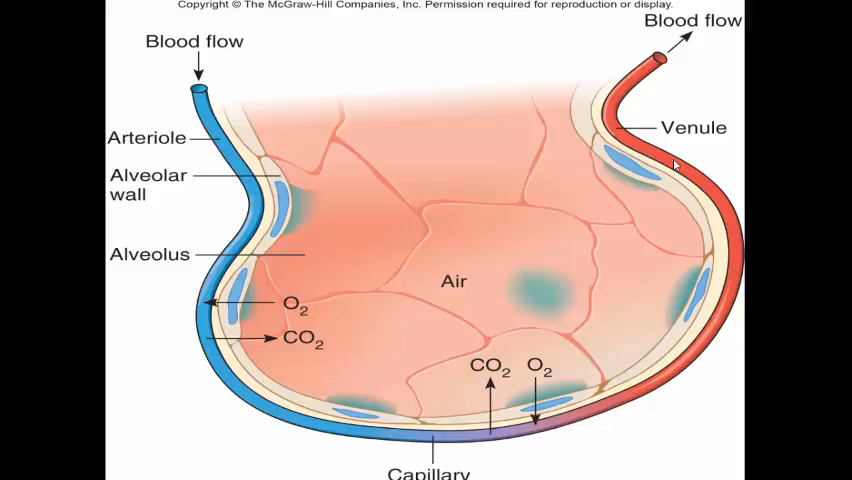 Copyright © The McGraw-Hill Companies, Inc. Permission required for reproduction or display.
Blood flow
Blood flow
Arteriole
Venule
Alveolar
wall
Alveolus
Air
O2
CO2
CO2 O2
Capillary